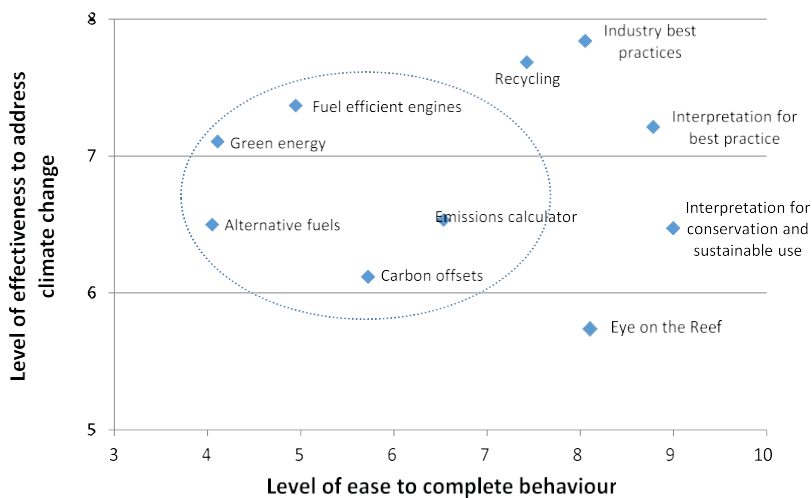 Level of effectiveness to address
climate change
8
7
6
5
Industry best
practices
Recycling
Fuel efficient engines
Interpretation for
best practice
Green energy
Interpretation for
conservation and
sustainable use
Emissions calculator
Alternative fuels
Carbon offsets
Eye on the Reef
3 4 5 6 7 8 9 10
Level of ease to complete behaviour